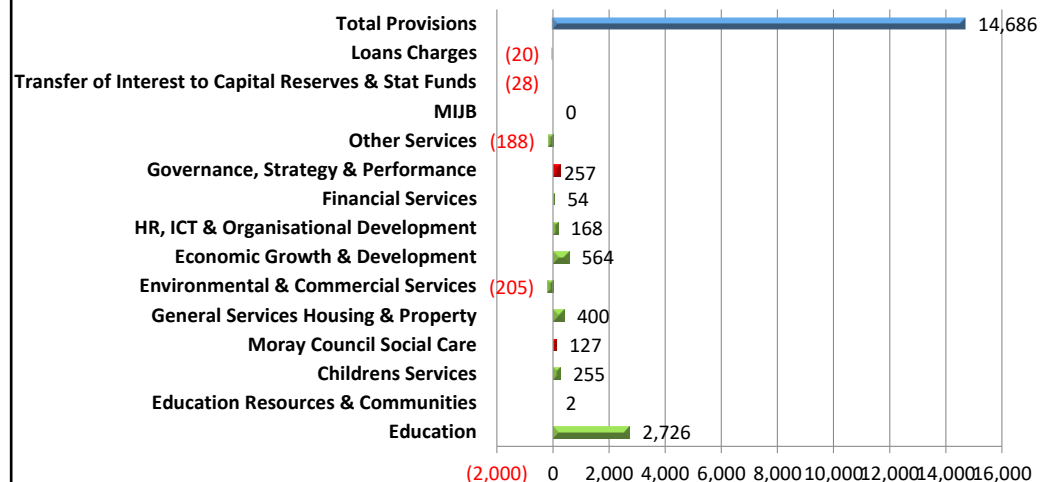 Total Provisions 14,686
Loans Charges (20)
Transfer of Interest to Capital Reserves & Stat Funds (28)
MIJB 0
Other Services (188)
Governance, Strategy & Performance 257
Financial Services 54
HR, ICT & Organisational Development 168
Economic Growth & Development 564
Environmental & Commercial Services (205)
General Services Housing & Property 400
Moray Council Social Care 127
Childrens Services 255
Education Resources & Communities 2
Education 2,726
(2,000) 0 2,000 4,000 6,000 8,000 10,000 12,000 14,000 16,000